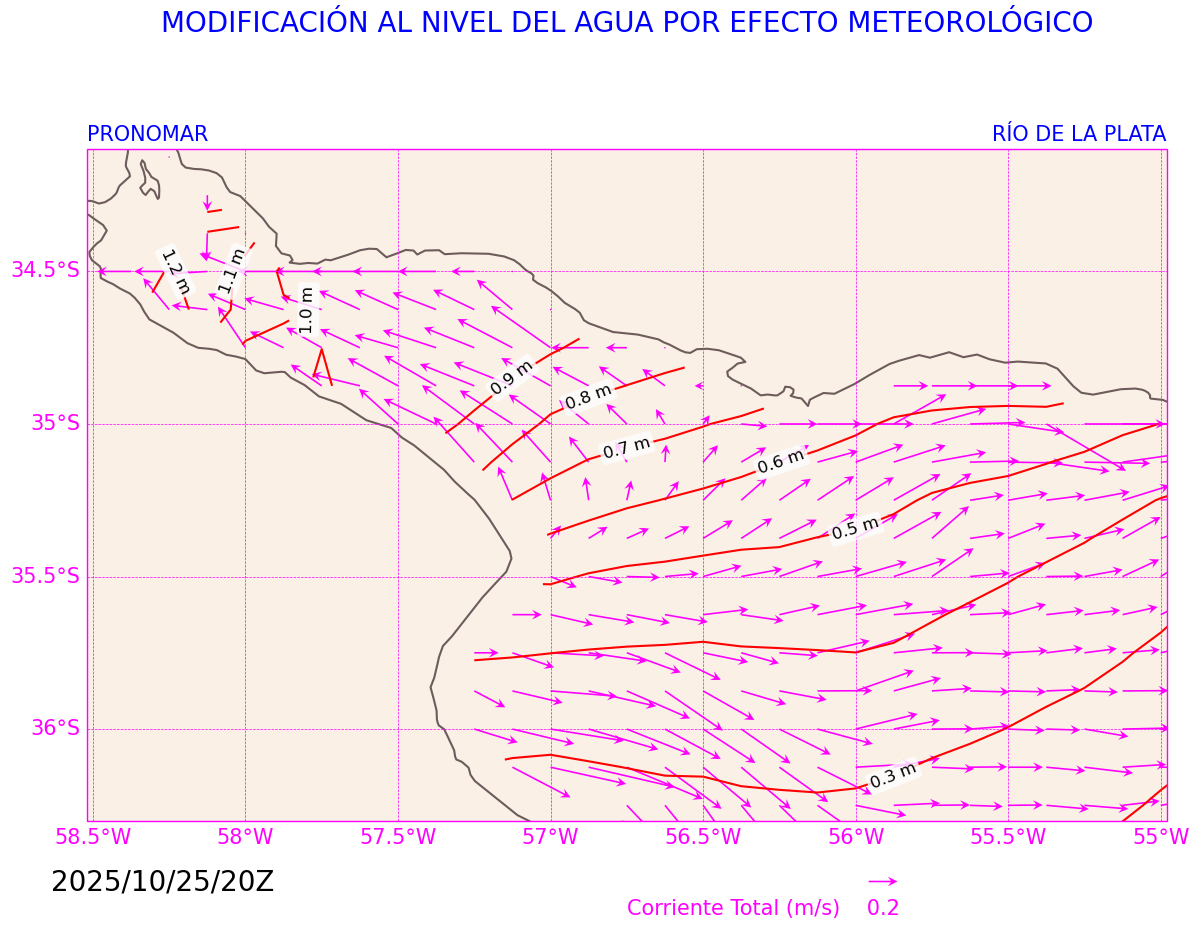 MODIFICACIÓN AL NIVEL DEL AGUA POR EFECTO METEOROLÓGICO
PRONOMAR
RÍO DE LA PLATA
34.5°S
35°S
35.5°S
36°S
1.2 m
1.1 m
1.0 m
0.9 m
0.8 m
0.7 m
0.6 m
0.5 m
0.3 m
58.5°W
58°W
57.5°W
57°W
56.5°W
56°W
55.5°W
55°W
2025/10/25/20Z
Corriente Total (m/s) 0.2